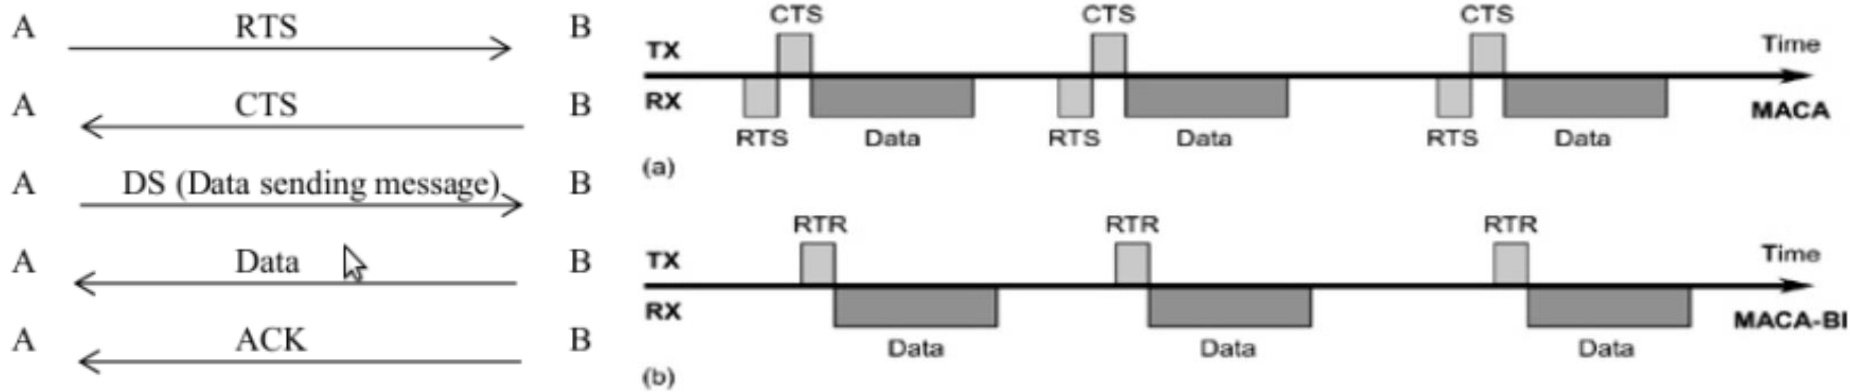 A RTS B
A CTS B
A DS (Data sending message) B
A Data B
A ACK B
CTS CTS CTS
TX Time
RX MACA
RTS Data RTS Data RTS Data
(a)
RTR RTR RTR
TX Time
RX MACA-BI
Data Data Data
(b)